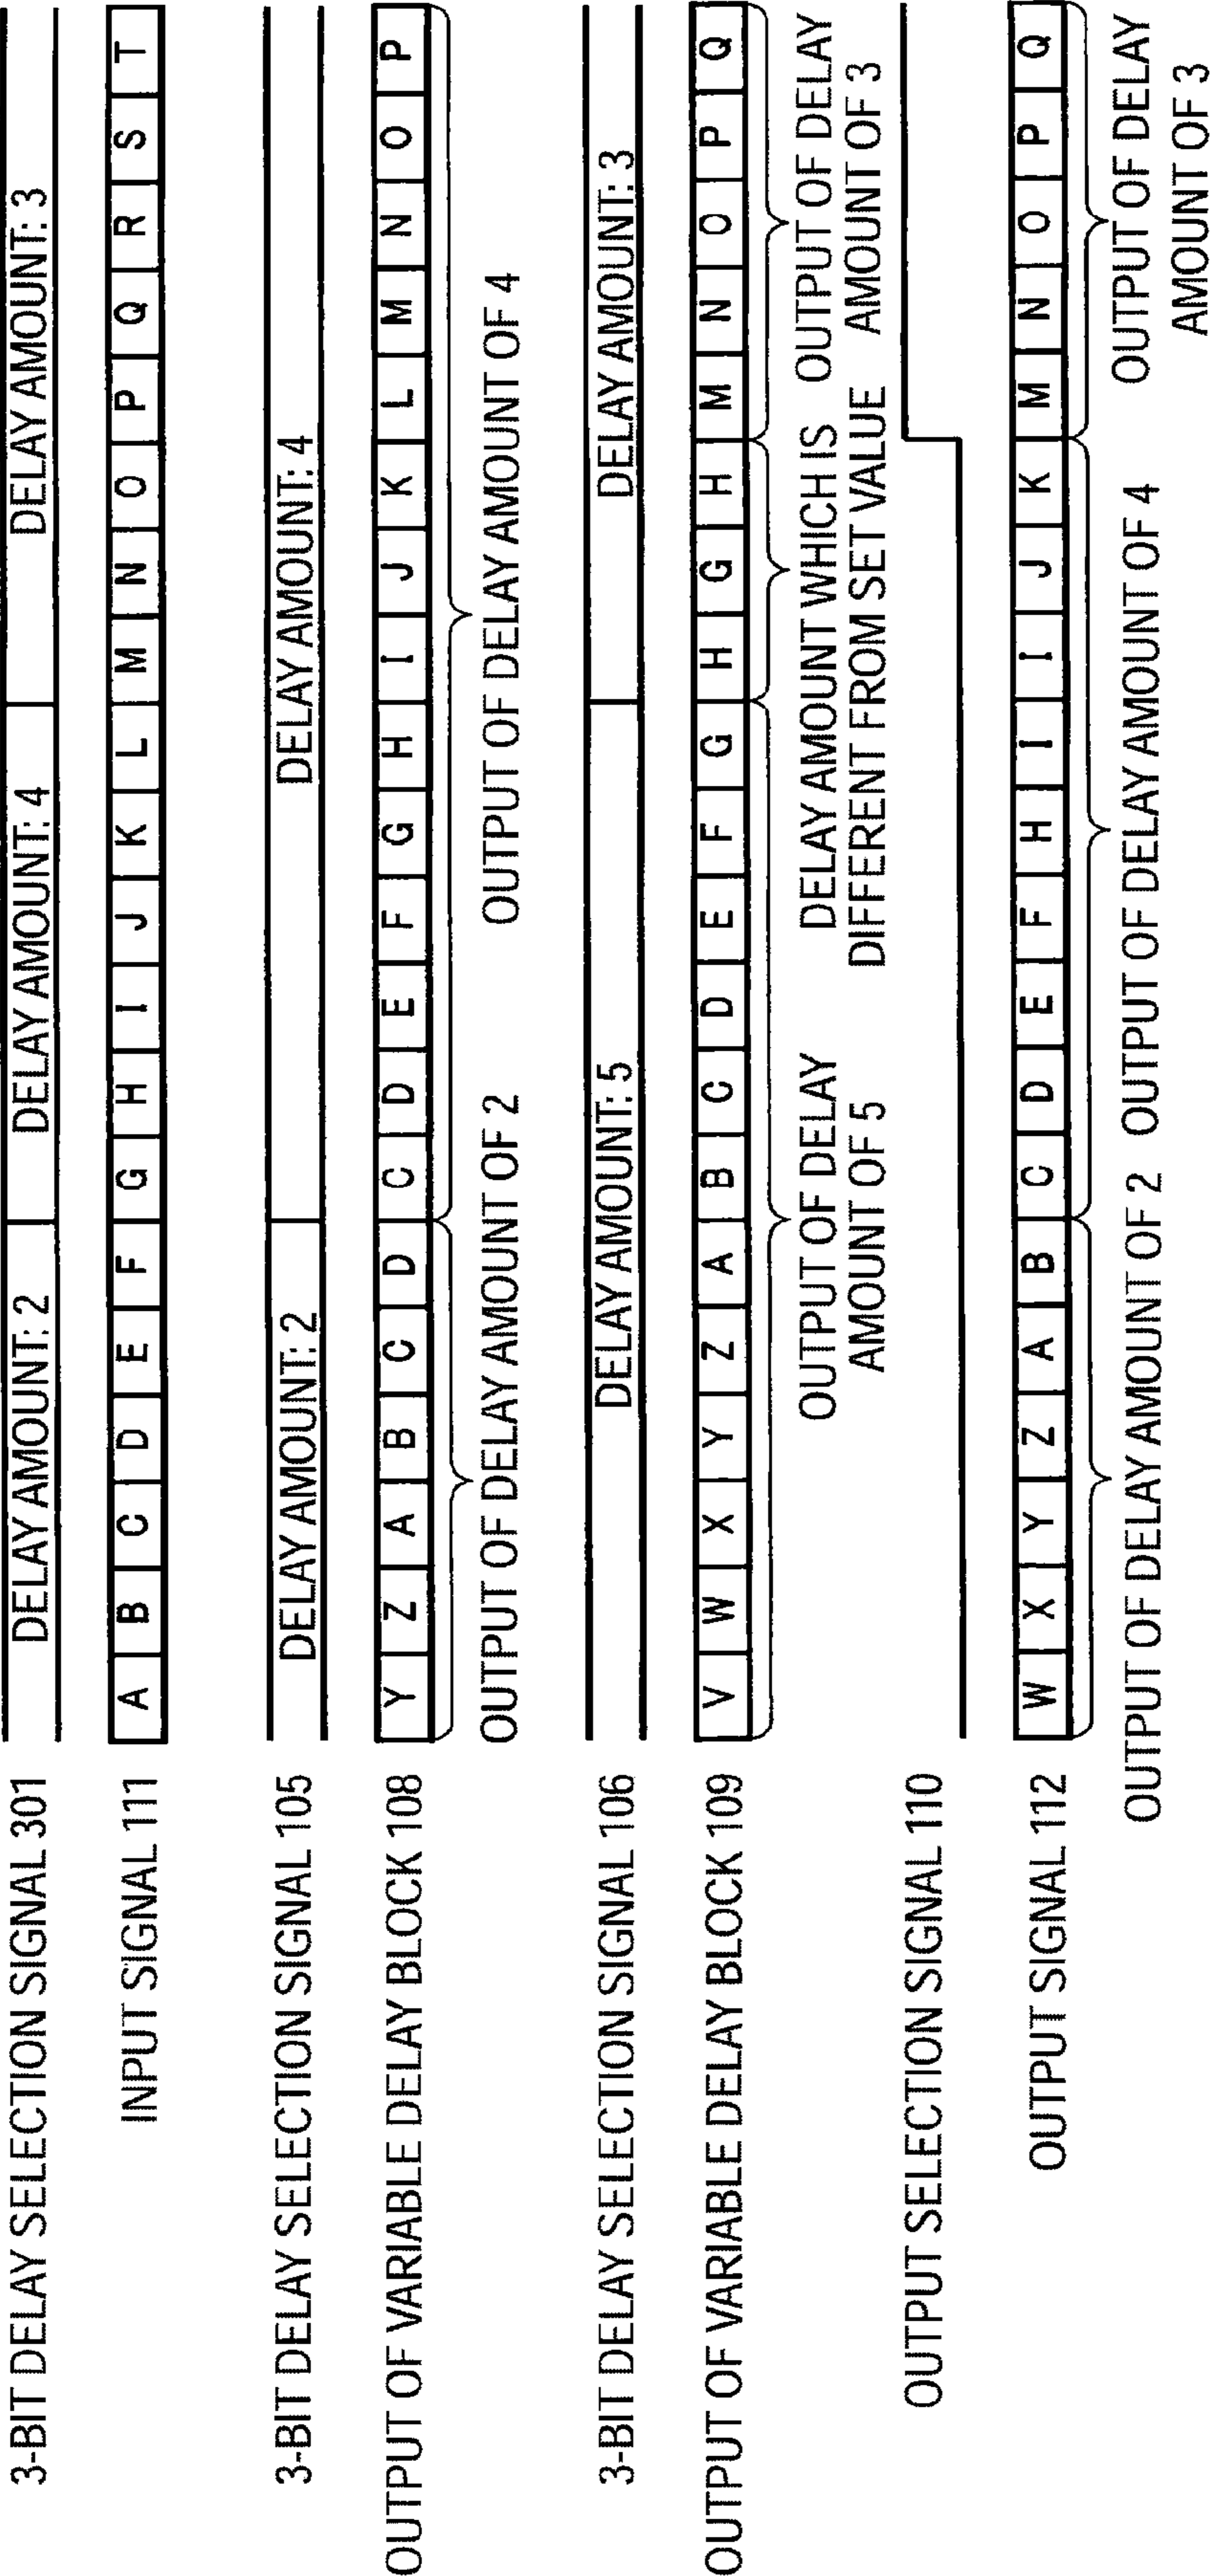 3-BIT DELAY SELECTION SIGNAL 301 DELAY AMOUNT: 2 DELAY AMOUNT: 4 DELAY AMOUNT: 3
INPUT SIGNAL 111 A B C D E F G H I J K L M N O P Q R S T
3-BIT DELAY SELECTION SIGNAL 105 DELAY AMOUNT: 2 DELAY AMOUNT: 4
OUTPUT OF VARIABLE DELAY BLOCK 108 Y Z A B C D C D E F G H I J K L M N O P
OUTPUT OF DELAY AMOUNT OF 2 OUTPUT OF DELAY AMOUNT OF 4
3-BIT DELAY SELECTION SIGNAL 106 DELAY AMOUNT: 5 DELAY AMOUNT: 3
OUTPUT OF VARIABLE DELAY BLOCK 109 V W X Y Z A B C D E F G H G H M N O P Q
OUTPUT OF DELAY DELAY AMOUNT WHICH IS OUTPUT OF DELAY
AMOUNT OF 5 DIFFERENT FROM SET VALUE AMOUNT OF 3
OUTPUT SELECTION SIGNAL 110
OUTPUT SIGNAL 112 W X Y Z A B C D E F H I I J K M N O P Q
OUTPUT OF DELAY AMOUNT OF 2 OUTPUT OF DELAY AMOUNT OF 4 OUTPUT OF DELAY
AMOUNT OF 3